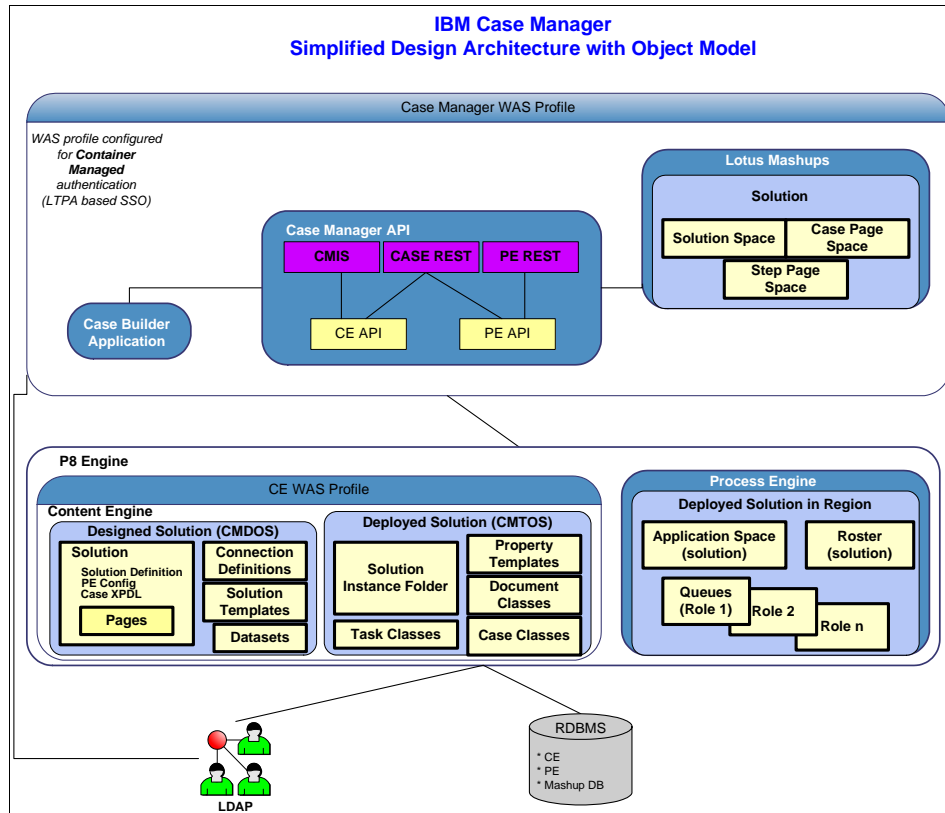 IBM Case Manager
Simplified Design Architecture with Object Model
Case Manager WAS Profile
WAS profile configured
for Container
Managed
authentication
(LTPA based SSO)
Lotus Mashups
Solution
Solution Space
Case Page
Space
Step Page
Space
Case Manager API
CMIS
CASE REST
PE REST
CE API
PE API
Case Builder
Application
P8 Engine
CE WAS Profile
Content Engine
Designed Solution (CMDOS)
Solution
Solution Definition
PE Config
Case XPDL
Pages
Connection
Definitions
Solution
Templates
Datasets
Deployed Solution (CMTOS)
Solution
Instance Folder
Task Classes
Property
Templates
Document
Classes
Case Classes
Process Engine
Deployed Solution in Region
Application Space
(solution)
Roster
(solution)
Queues
(Role 1)
Role 2
Role n
LDAP
RDBMS
* CE
* PE
* Mashup DB